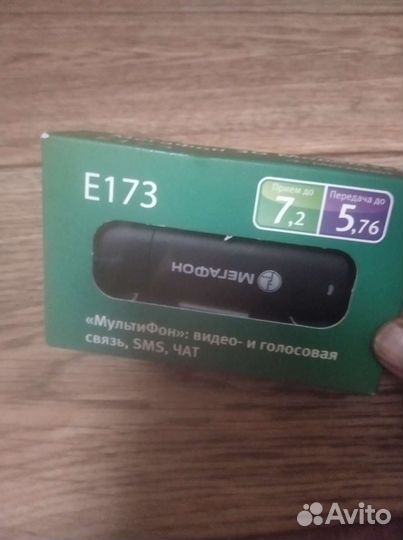 E173
Прием до
7,2
Передача до
5,76
МЕГАФОН
«МультиФон»: видео- и голосовая
связь, SMS, ЧАТ
Avito